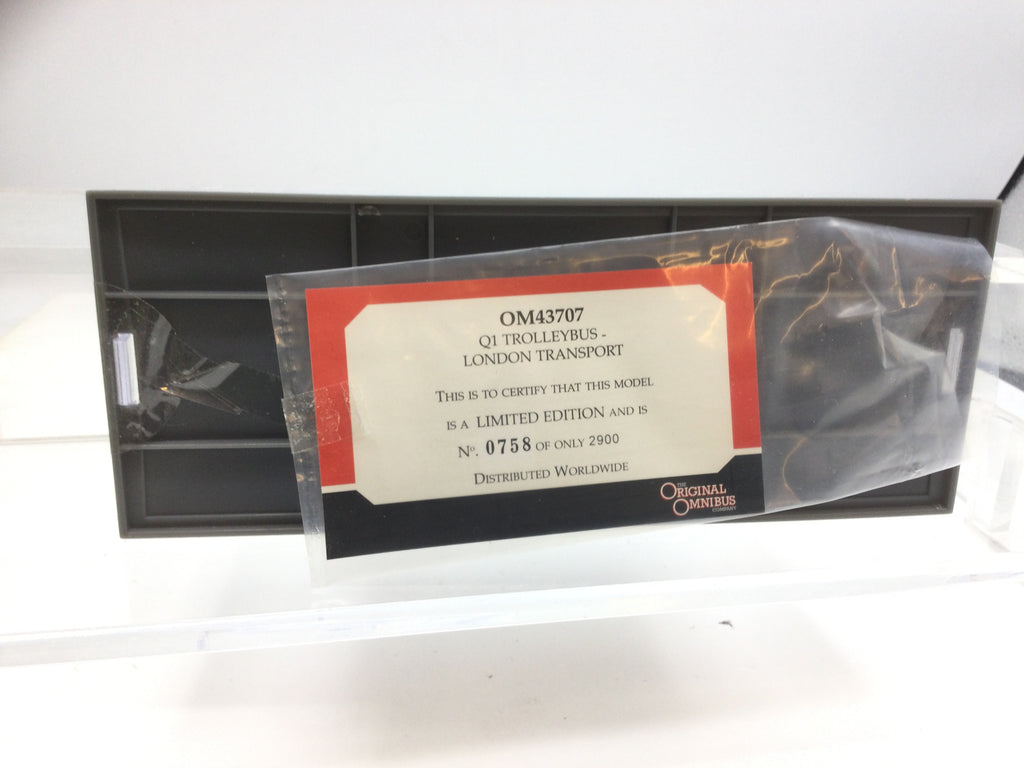 OM43707
Q1 TROLLEYBUS -
LONDON TRANSPORT
THIS IS TO CERTIFY THAT THIS MODEL
IS A LIMITED EDITION AND IS
Nº. 0758 OF ONLY 2900
DISTRIBUTED WORLDWIDE
THE
ORIGINAL
OMNIBUS
COMPANY